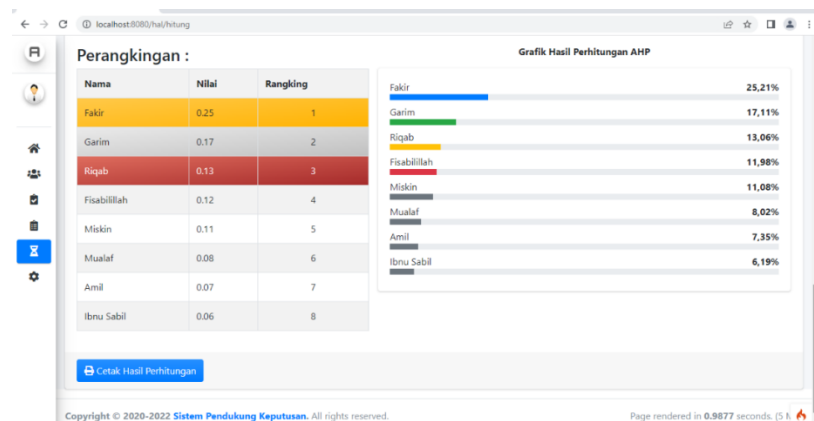 localhost:8080/hal/hitung
A
Perangkingan :
Nama Nilai Rangking
Fakir 0.25 1
Garim 0.17 2
Riqab 0.13 3
Fisabilillah 0.12 4
Miskin 0.11 5
Mualaf 0.08 6
Amil 0.07 7
Ibnu Sabil 0.06 8
Grafik Hasil Perhitungan AHP
Fakir 25,21%
Garim 17,11%
Riqab 13,06%
Fisabilillah 11,98%
Miskin 11,08%
Mualaf 8,02%
Amil 7,35%
Ibnu Sabil 6,19%
Cetak Hasil Perhitungan
Copyright © 2020-2022 Sistem Pendukung Keputusan. All rights reserved.
Page rendered in 0.9877 seconds. (5